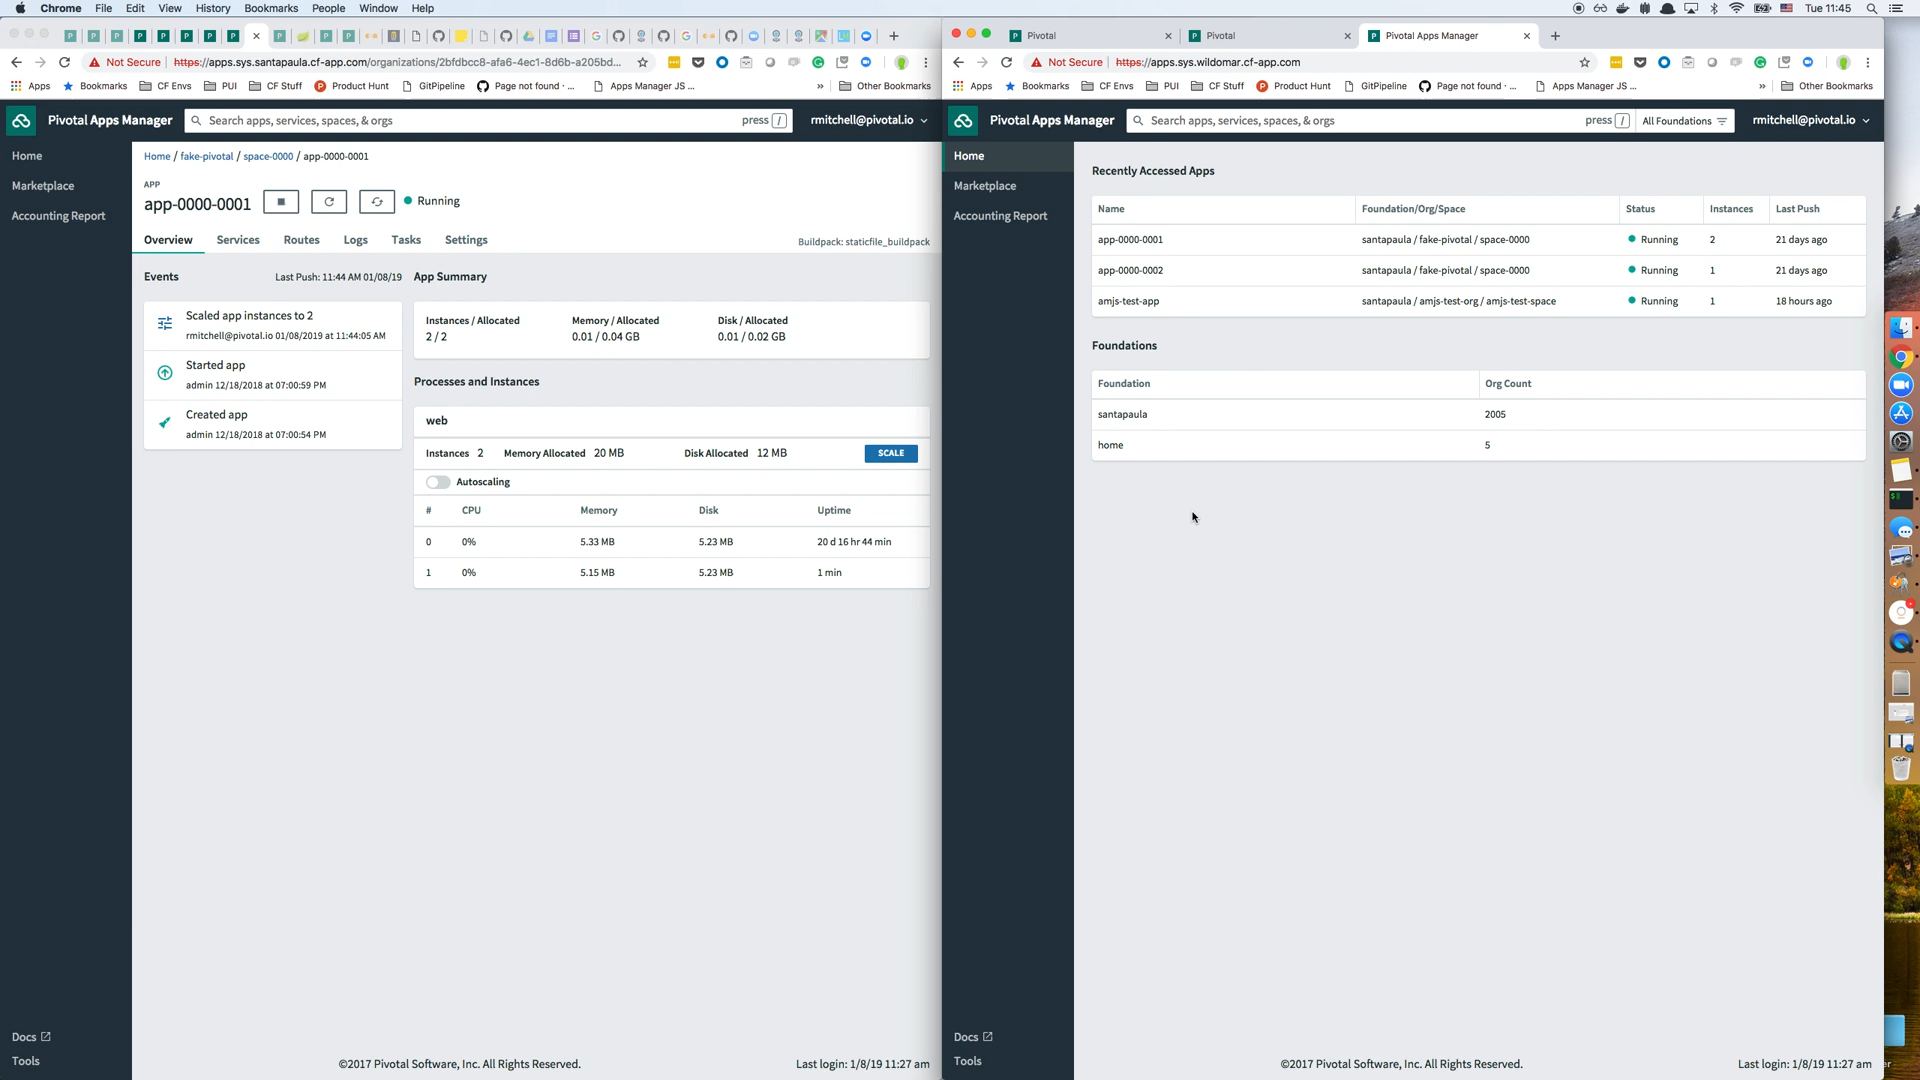 Chrome File Edit View History Bookmarks People Window Help
Tue 11:45
Not Secure https://apps.sys.santapaula.cf-app.com/organizations/2bfdbcc8-afa6-4ec1-8d6b-a205bd...
Apps Bookmarks CF Envs PUI CF Stuff Product Hunt GitPipeline Page not found · ... Apps Manager JS ... » Other Bookmarks
Pivotal Apps Manager
Search apps, services, spaces, & orgs press /
rmitchell@pivotal.io
Home
Marketplace
Accounting Report
Home / fake-pivotal / space-0000 / app-0000-0001
APP
app-0000-0001
Running
Overview Services Routes Logs Tasks Settings
Buildpack: staticfile_buildpack
Events
Last Push: 11:44 AM 01/08/19
Scaled app instances to 2
rmitchell@pivotal.io 01/08/2019 at 11:44:05 AM
Started app
admin 12/18/2018 at 07:00:59 PM
Created app
admin 12/18/2018 at 07:00:54 PM
App Summary
Instances / Allocated Memory / Allocated Disk / Allocated
2 / 2 0.01 / 0.04 GB 0.01 / 0.02 GB
Processes and Instances
web
Instances 2 Memory Allocated 20 MB Disk Allocated 12 MB SCALE
Autoscaling
# CPU Memory Disk Uptime
0 0% 5.33 MB 5.23 MB 20 d 16 hr 44 min
1 0% 5.15 MB 5.23 MB 1 min
Docs
Tools
©2017 Pivotal Software, Inc. All Rights Reserved.
Last login: 1/8/19 11:27 am
Pivotal
Pivotal
Pivotal Apps Manager
Not Secure https://apps.sys.wildomar.cf-app.com
Apps Bookmarks CF Envs PUI CF Stuff Product Hunt GitPipeline Page not found · ... Apps Manager JS ... » Other Bookmarks
Pivotal Apps Manager
Search apps, services, spaces, & orgs press /
All Foundations
rmitchell@pivotal.io
Home
Marketplace
Accounting Report
Recently Accessed Apps
Name Foundation/Org/Space Status Instances Last Push
app-0000-0001 santapaula / fake-pivotal / space-0000 Running 2 21 days ago
app-0000-0002 santapaula / fake-pivotal / space-0000 Running 1 21 days ago
amjs-test-app santapaula / amjs-test-org / amjs-test-space Running 1 18 hours ago
Foundations
Foundation Org Count
santapaula 2005
home 5
Docs
Tools
©2017 Pivotal Software, Inc. All Rights Reserved.
Last login: 1/8/19 11:27 am